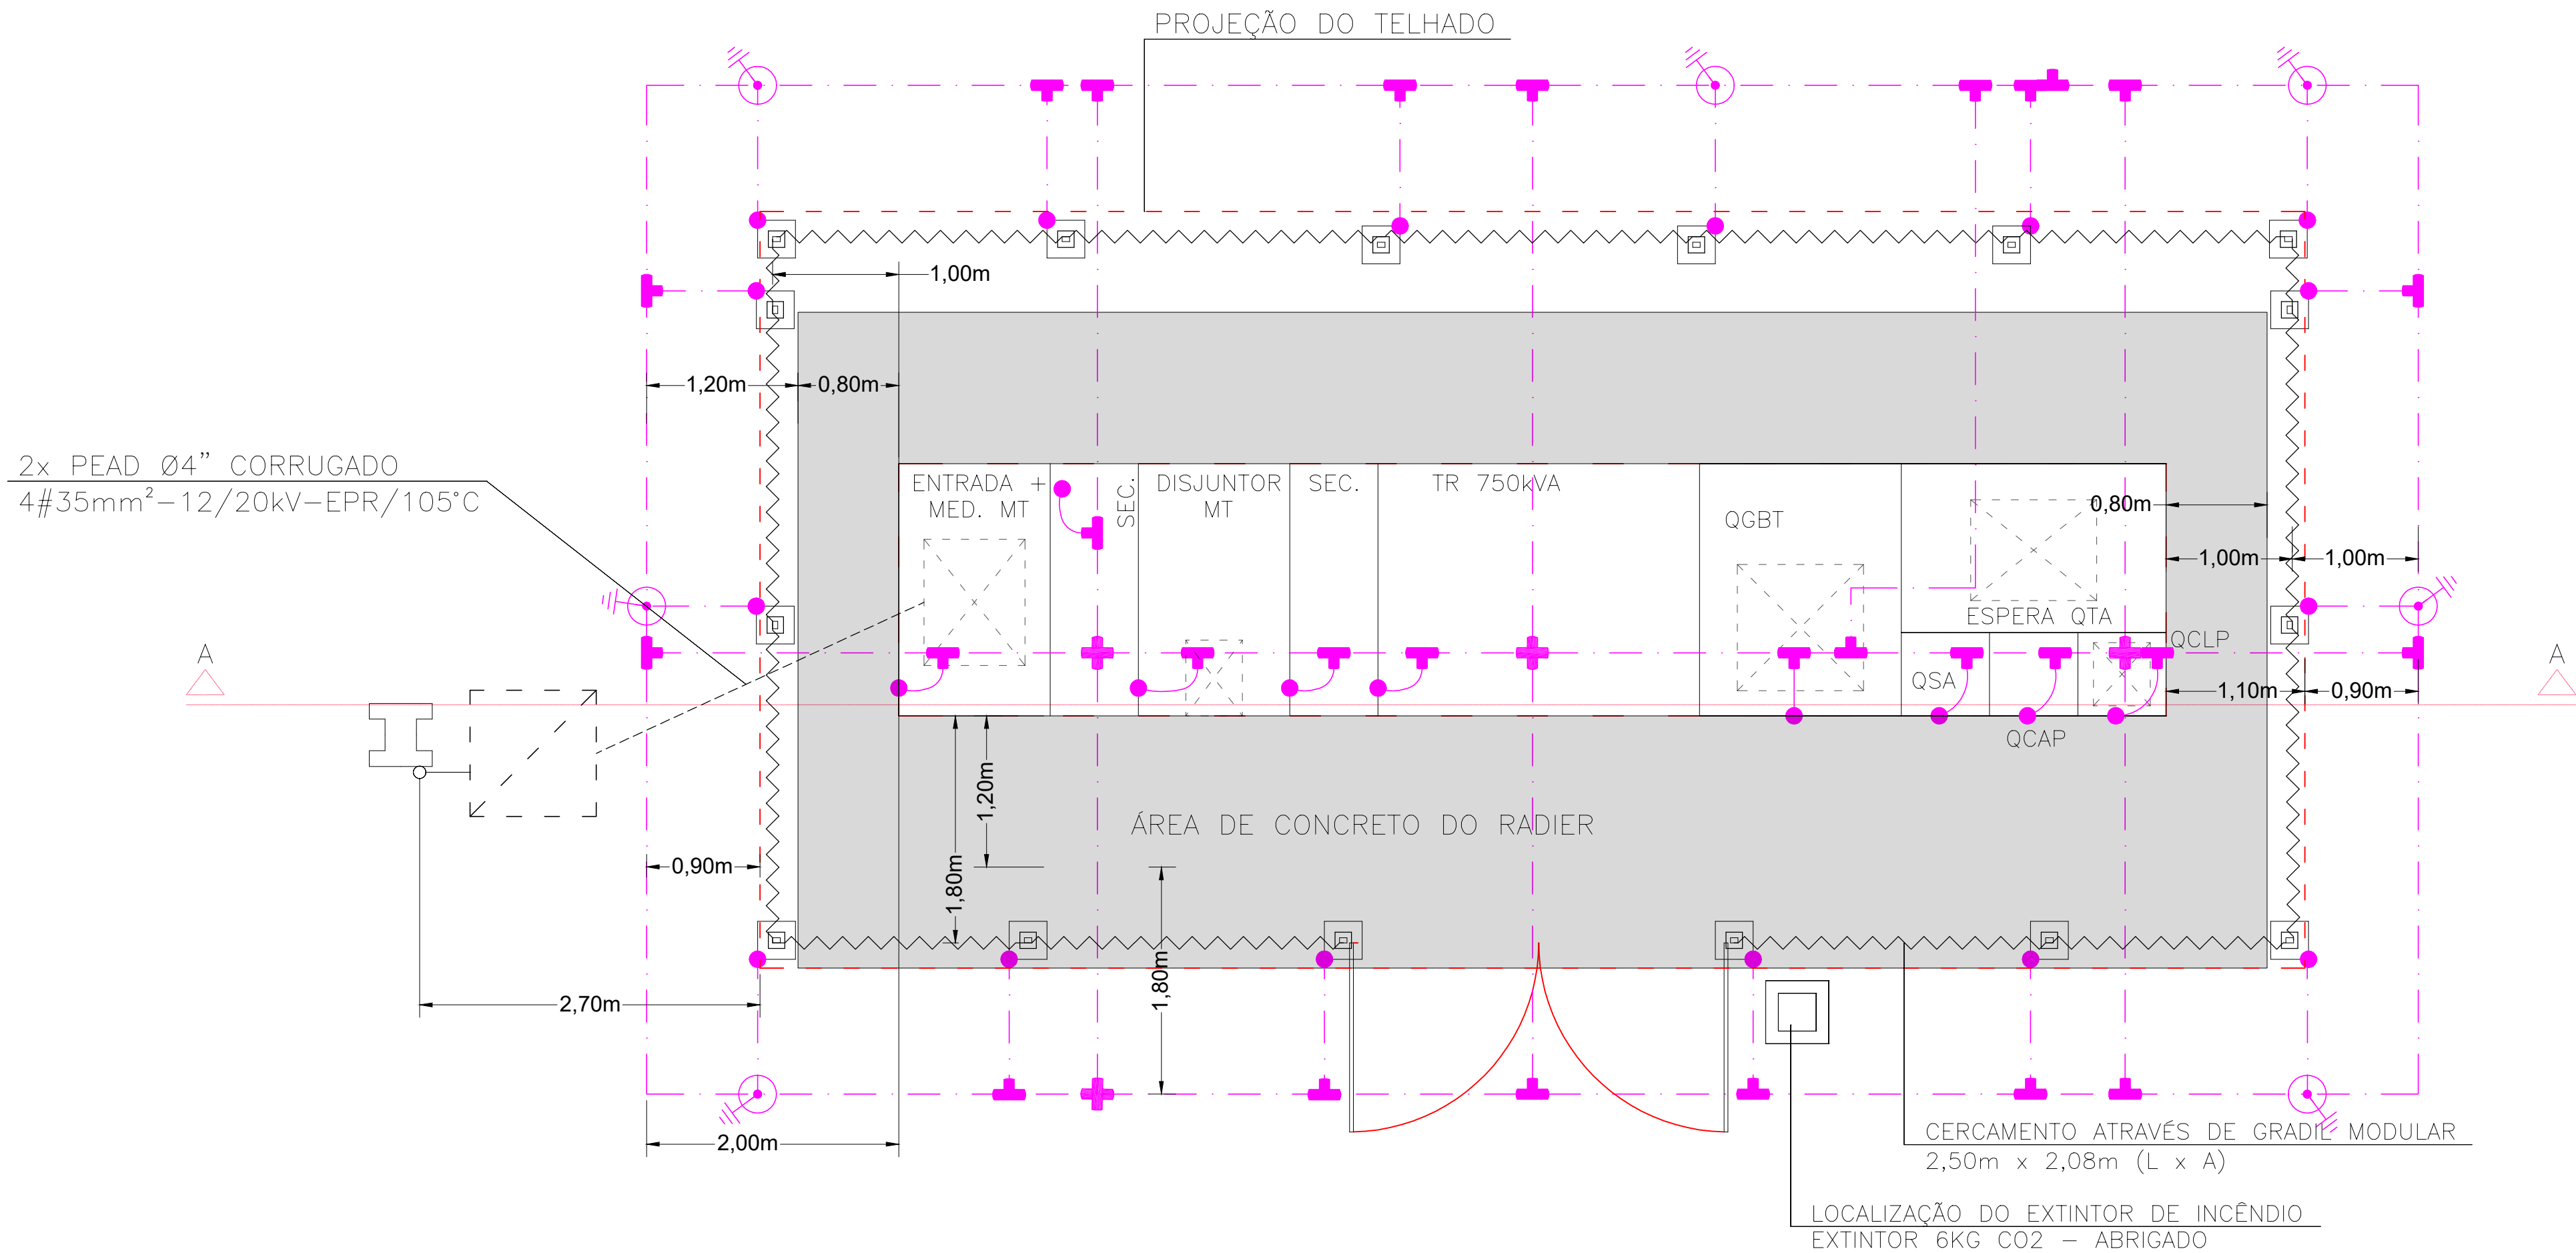 PROJEÇÃO DO TELHADO
1,00m
1,20m
0,80m
2x PEAD Ø4” CORRUGADO
4#35mm²-12/20kV-EPR/105°C
ENTRADA +
MED. MT
SEC.
DISJUNTOR
MT
SEC.
TR 750kVA
QGBT
0,80m
1,00m
1,00m
ESPERA QTA
QCLP
A
A
QSA
1,10m
0,90m
QCAP
1,20m
ÁREA DE CONCRETO DO RADIER
0,90m
1,80m
1,80m
2,70m
2,00m
CERCAMENTO ATRAVÉS DE GRADIL MODULAR
2,50m x 2,08m (L x A)
LOCALIZAÇÃO DO EXTINTOR DE INCÊNDIO
EXTINTOR 6KG CO2 – ABRIGADO